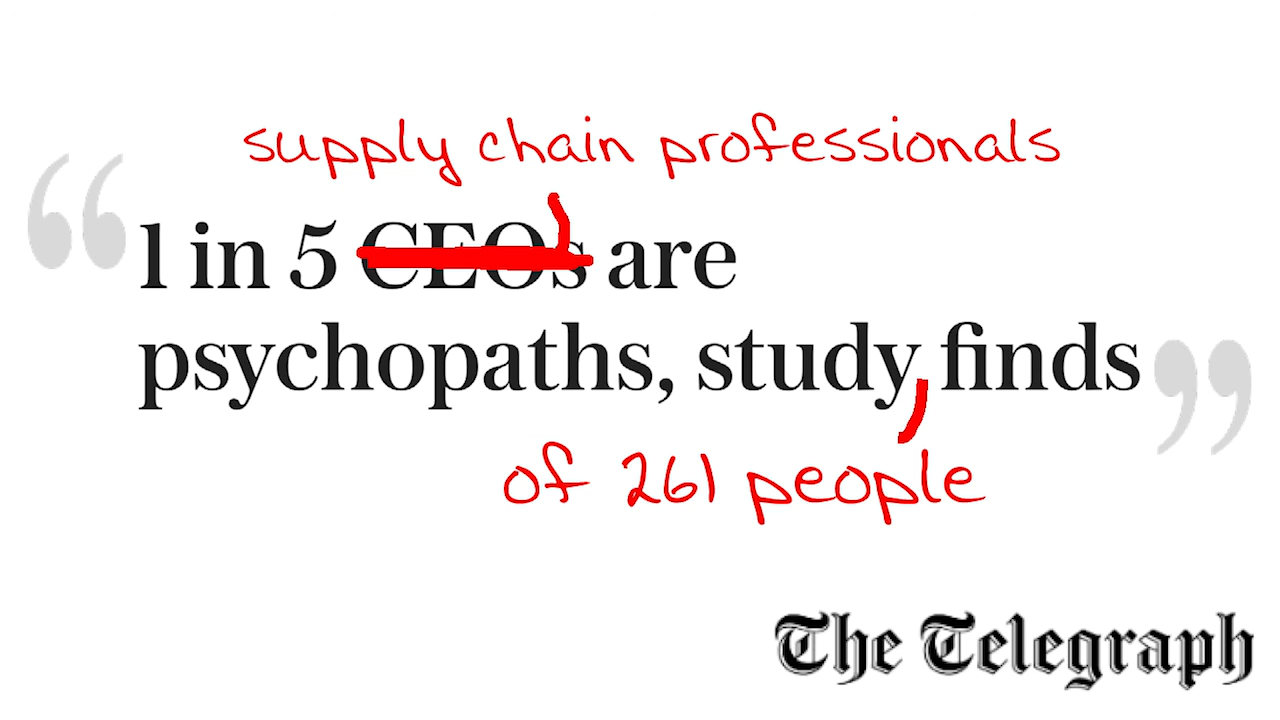 supply chain professionals
“1 in 5 CEOs are
psychopaths, study finds”
of 261 people
The Telegraph